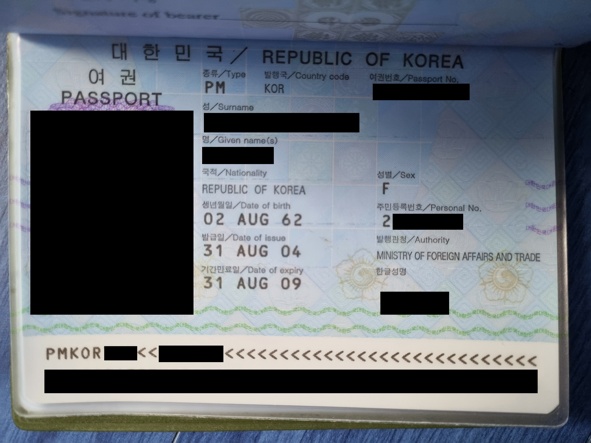 Signature of bearer
대 한 민 국 / REPUBLIC OF KOREA
여 권
PASSPORT
종류/Type 발행국/Country code 여권번호/Passport No.
PM KOR
성/Surname
명/Given name(s)
국적/Nationality 성별/Sex
REPUBLIC OF KOREA F
생년월일/Date of birth 주민등록번호/Personal No.
02 AUG 62 2
발급일/Date of issue 발행관청/Authority
31 AUG 04 MINISTRY OF FOREIGN AFFAIRS AND TRADE
기간만료일/Date of expiry 한글성명
31 AUG 09
PMKOR << <<<<<<<<<<<<<<<<<<<<<<<<<<<<